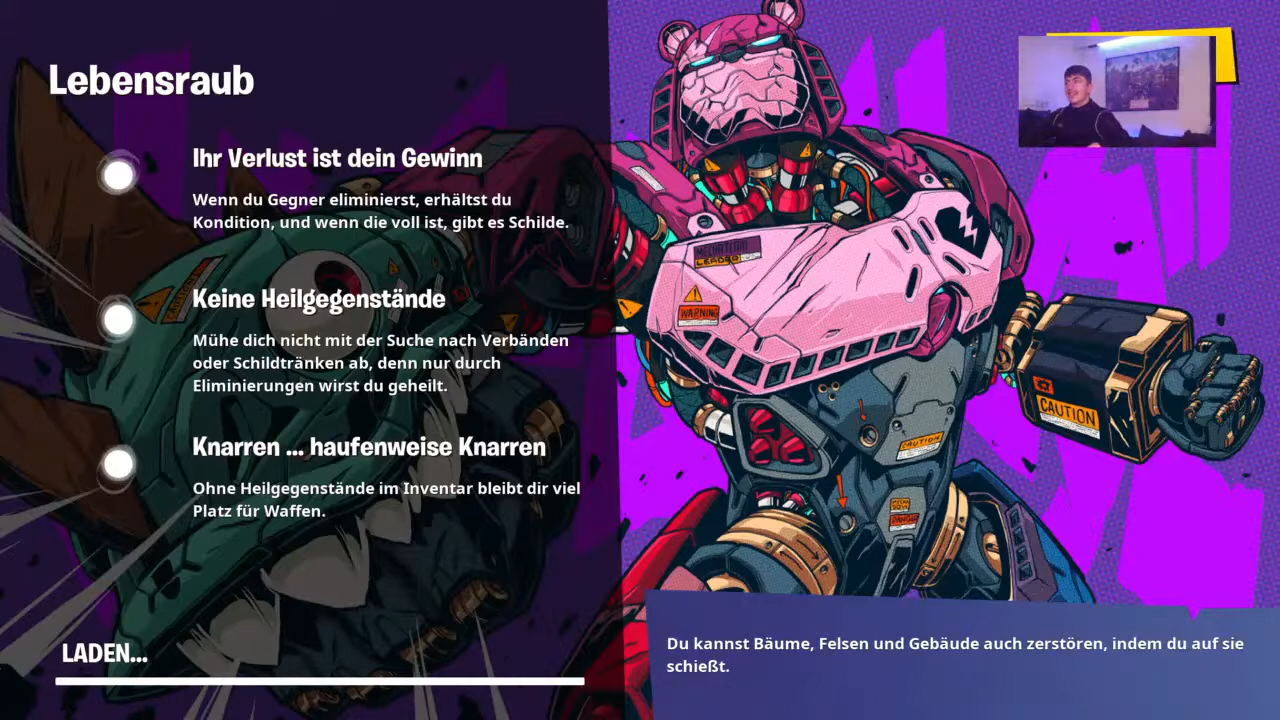 Lebensraub
Ihr Verlust ist dein Gewinn
Wenn du Gegner eliminierst, erhältst du
Kondition, und wenn die voll ist, gibt es Schilde.
Keine Heilgegenstände
Mühe dich nicht mit der Suche nach Verbänden
oder Schildtränken ab, denn nur durch
Eliminierungen wirst du geheilt.
Knarren ... haufenweise Knarren
Ohne Heilgegenstände im Inventar bleibt dir viel
Platz für Waffen.
LADEN...
MECHATEAM
LEADER
WARNING
CAUTION
CAUTION
Du kannst Bäume, Felsen und Gebäude auch zerstören, indem du auf sie
schießt.